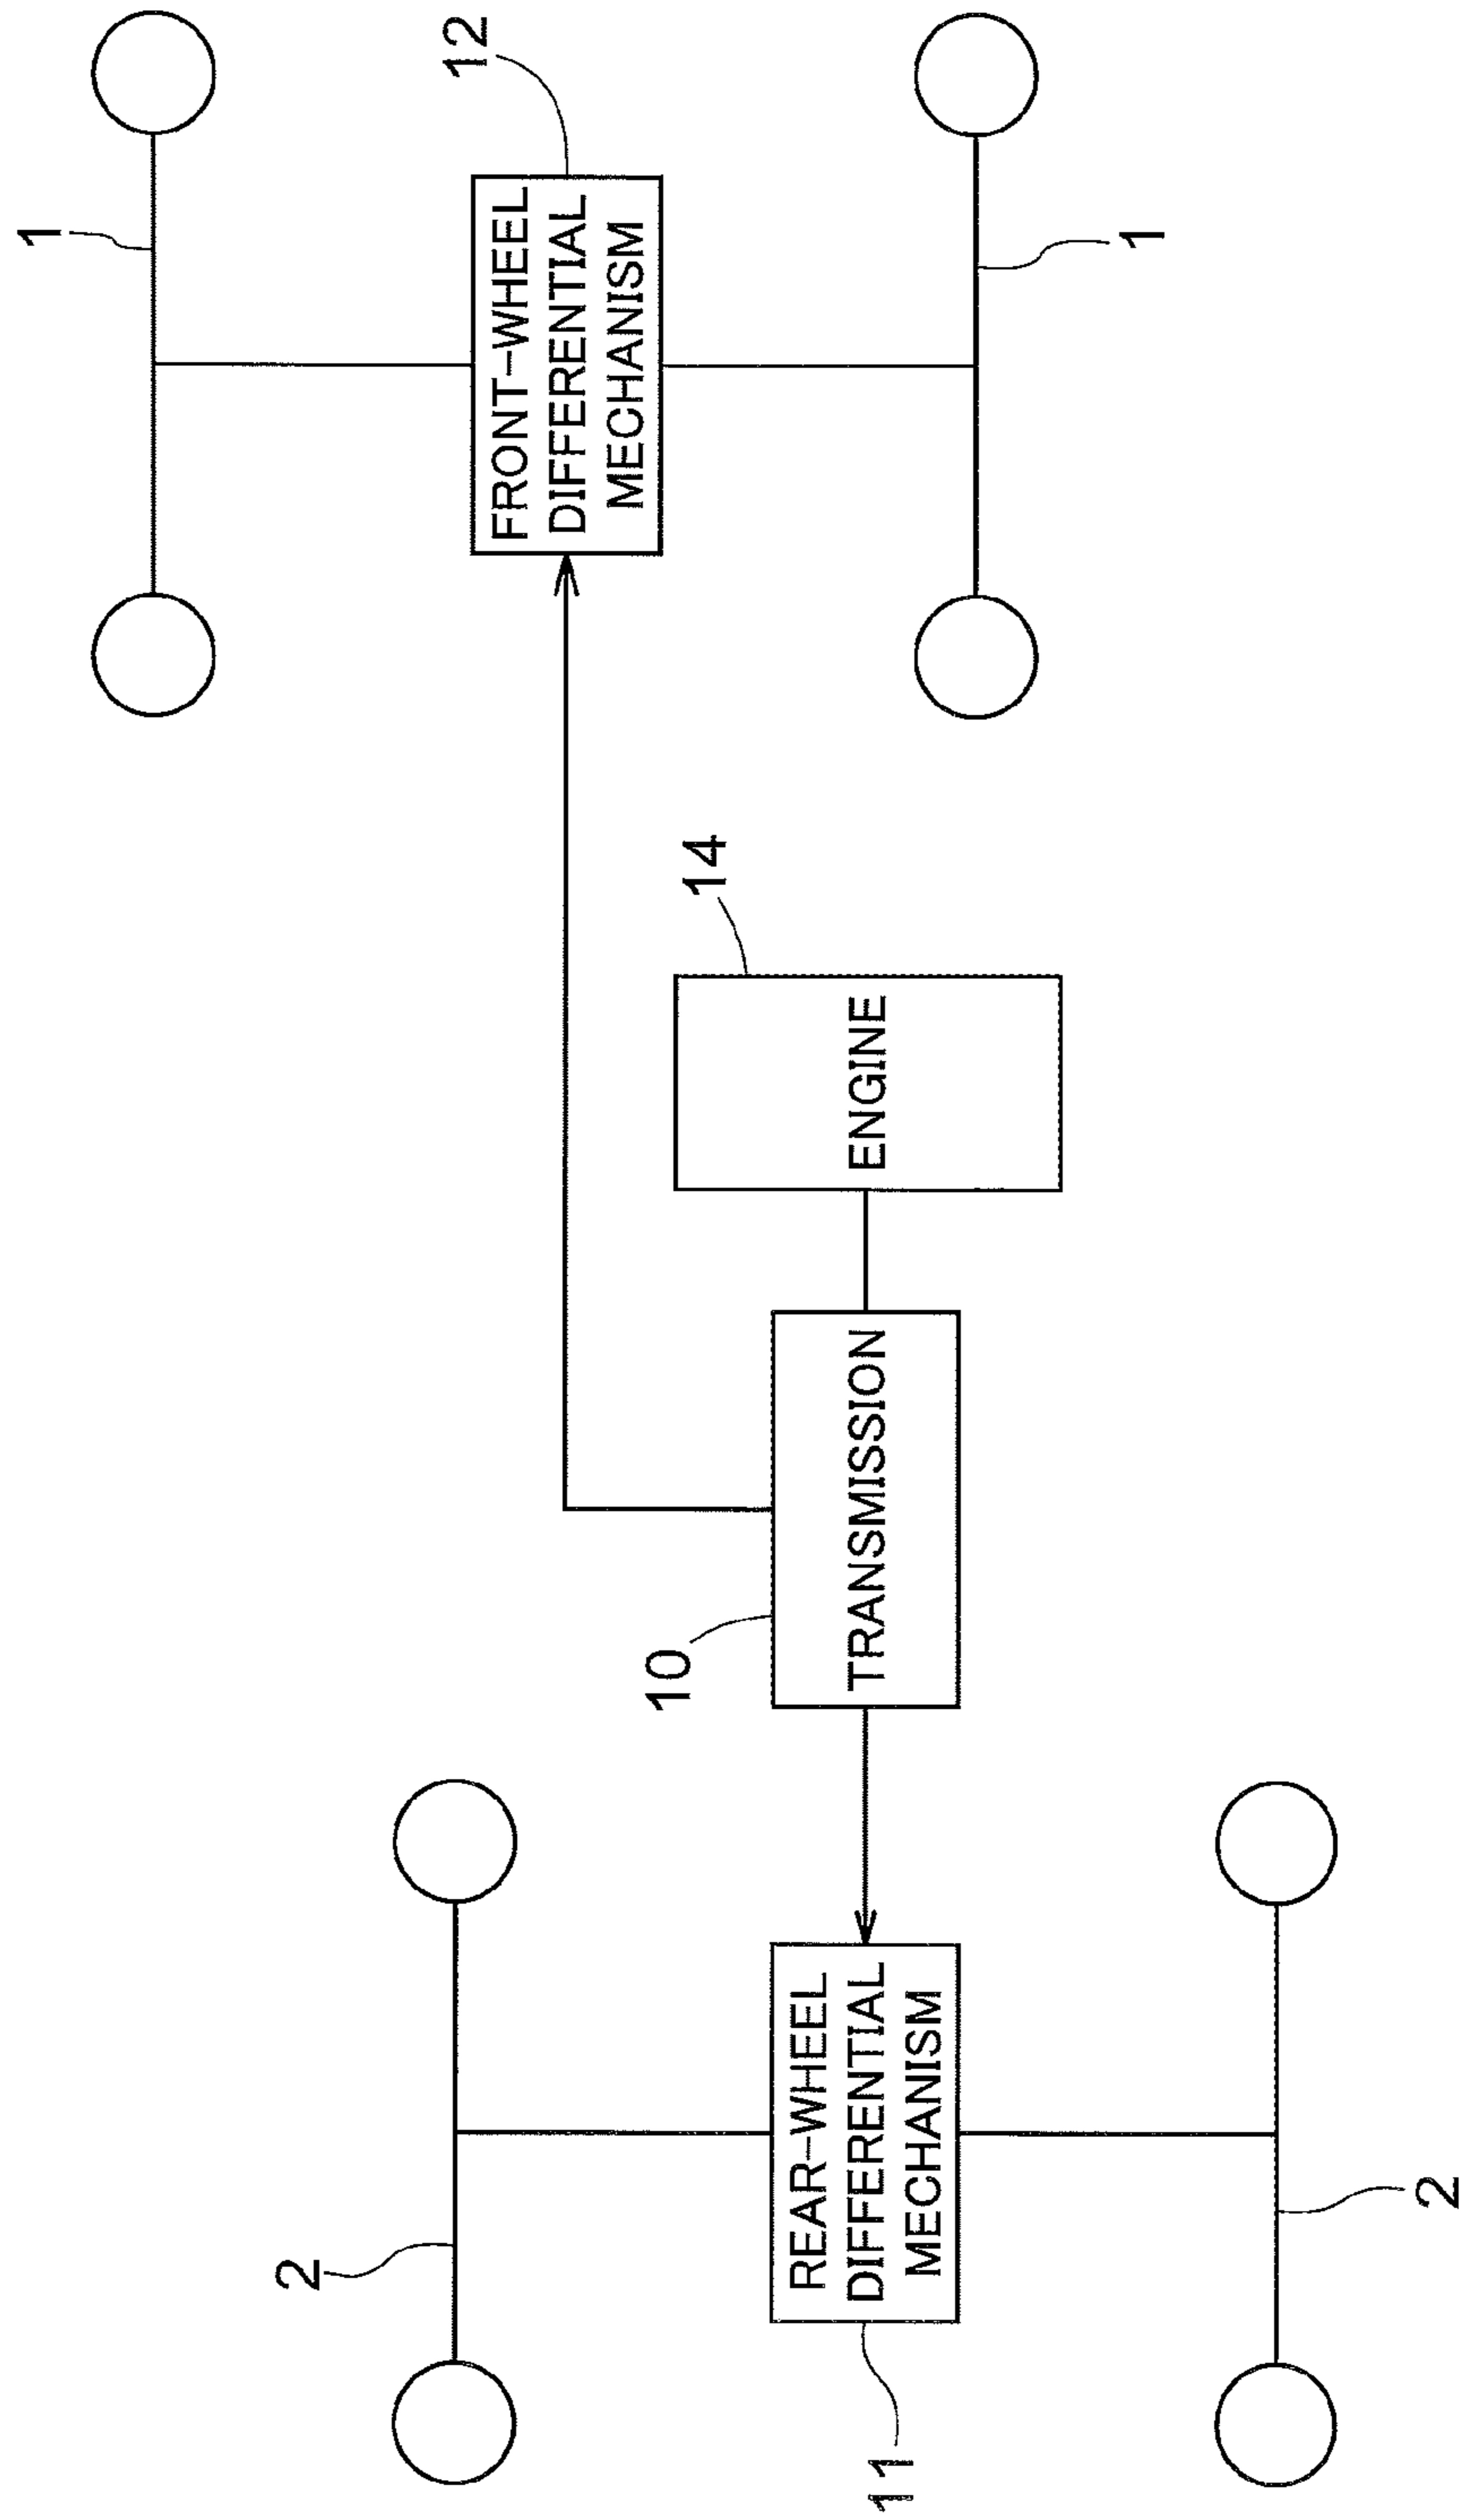 1
2
12
FRONT-WHEEL
DIFFERENTIAL
MECHANISM
10
14
REAR-WHEEL
DIFFERENTIAL
MECHANISM
TRANSMISSION
ENGINE
11
1
2